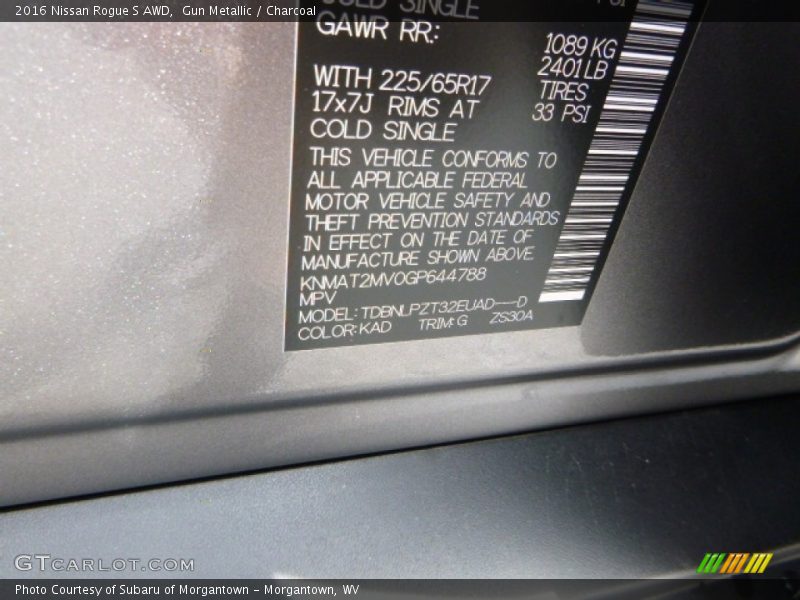 2016 Nissan Rogue S AWD, Gun Metallic / Charcoal
COLD SINGLE
GAWR RR: 1089 KG
2401 LB
WITH 225/65R17 TIRES
17x7J RIMS AT 33 PSI
COLD SINGLE
THIS VEHICLE CONFORMS TO
ALL APPLICABLE FEDERAL
MOTOR VEHICLE SAFETY AND
THEFT PREVENTION STANDARDS
IN EFFECT ON THE DATE OF
MANUFACTURE SHOWN ABOVE
KNMAT2MV0GP644788
MPV
MODEL:TDBNLPZT32EUAD---D
COLOR:KAD TRIM:G ZS30A
GTCARLOT.COM
Photo Courtesy of Subaru of Morgantown - Morgantown, WV